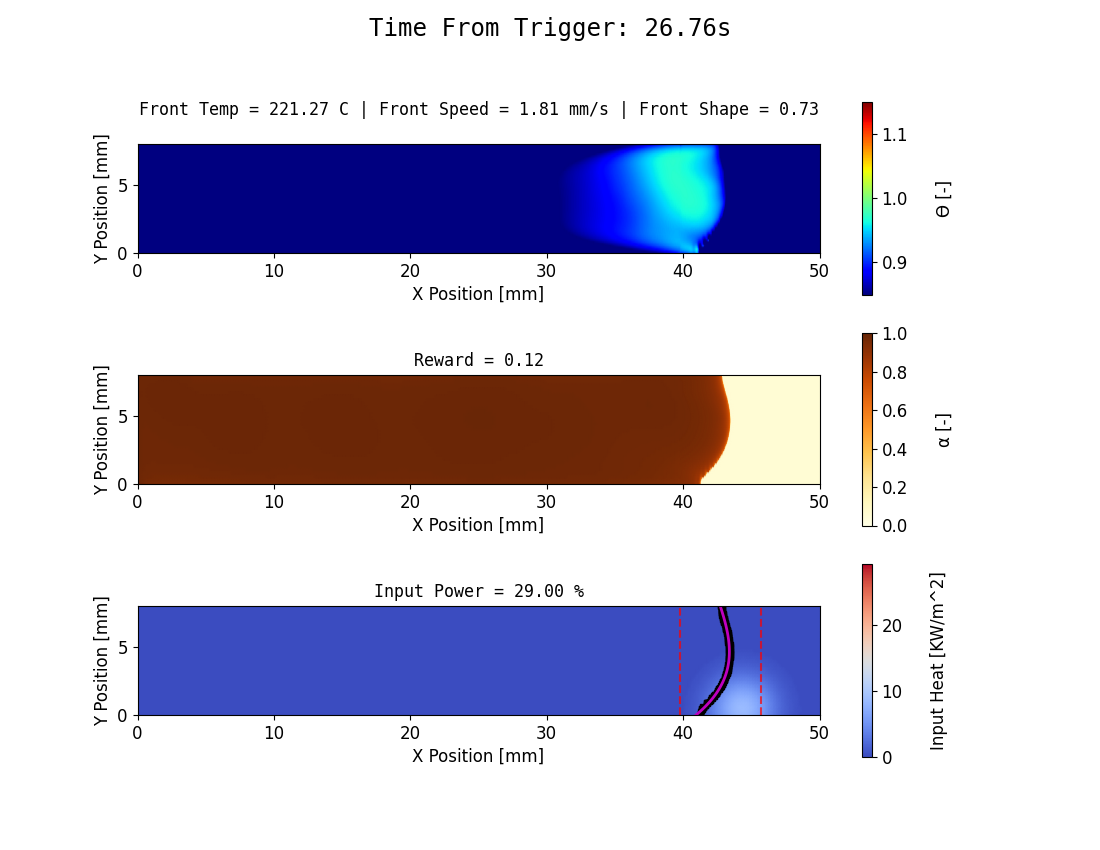 Time From Trigger: 26.76s
Front Temp = 221.27 C | Front Speed = 1.81 mm/s | Front Shape = 0.73
Y Position [mm]
5
0
0 10 20 30 40 50
X Position [mm]
1.1
1.0
0.9
Θ [-]
Reward = 0.12
Y Position [mm]
5
0
0 10 20 30 40 50
X Position [mm]
1.0
0.8
0.6
0.4
0.2
0.0
α [-]
Input Power = 29.00 %
Y Position [mm]
5
0
0 10 20 30 40 50
X Position [mm]
20
10
0
Input Heat [KW/m^2]